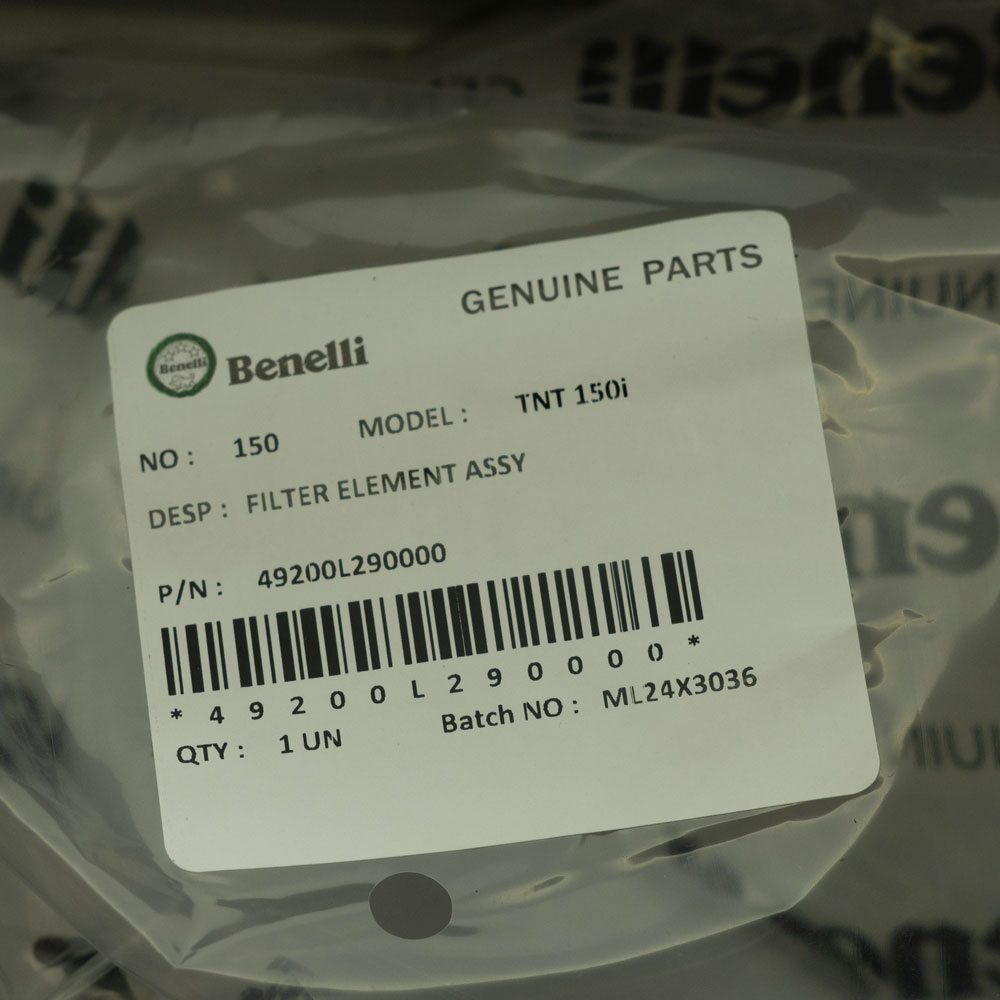 Benelli
GENUINE PARTS
Benelli
Benelli
NO : 150 MODEL : TNT 150i
DESP : FILTER ELEMENT ASSY
P/N : 49200L290000
* 4 9 2 0 0 L 2 9 0 0 0 0 *
QTY : 1 UN Batch NO : ML24X3036